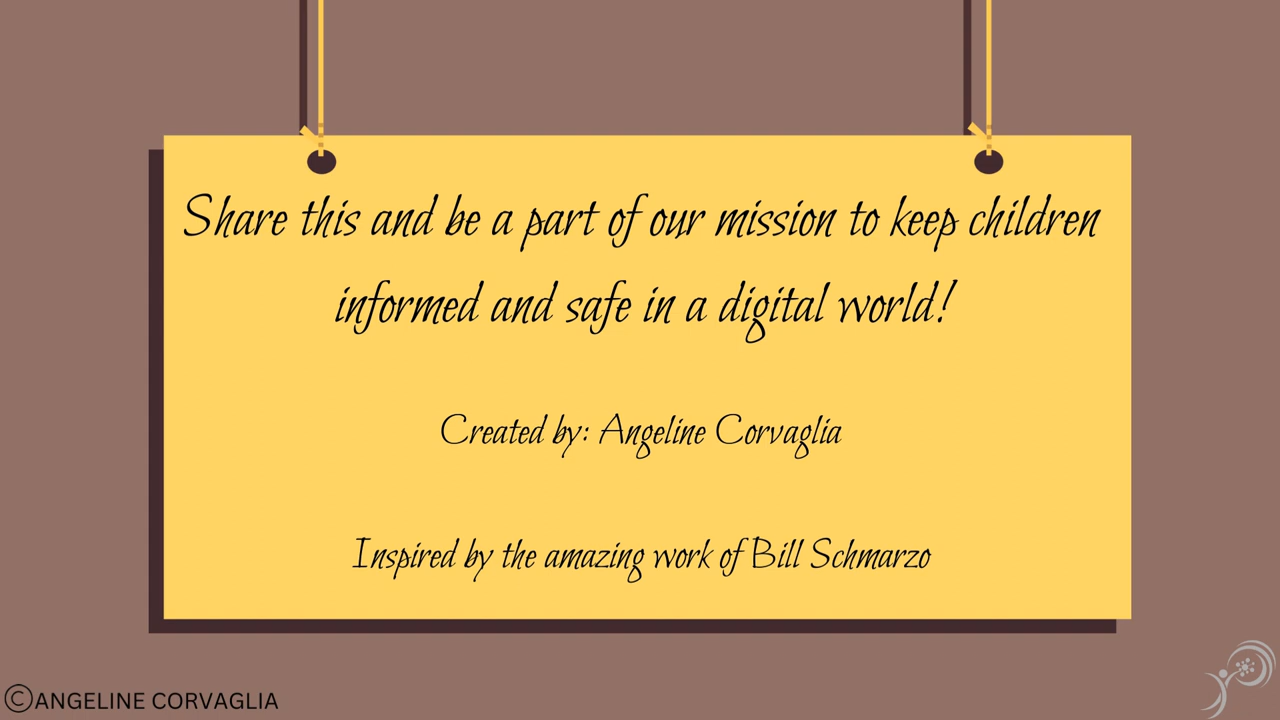 Share this and be a part of our mission to keep children
informed and safe in a digital world!
Created by: Angeline Corvaglia
Inspired by the amazing work of Bill Schmarzo
©ANGELINE CORVAGLIA